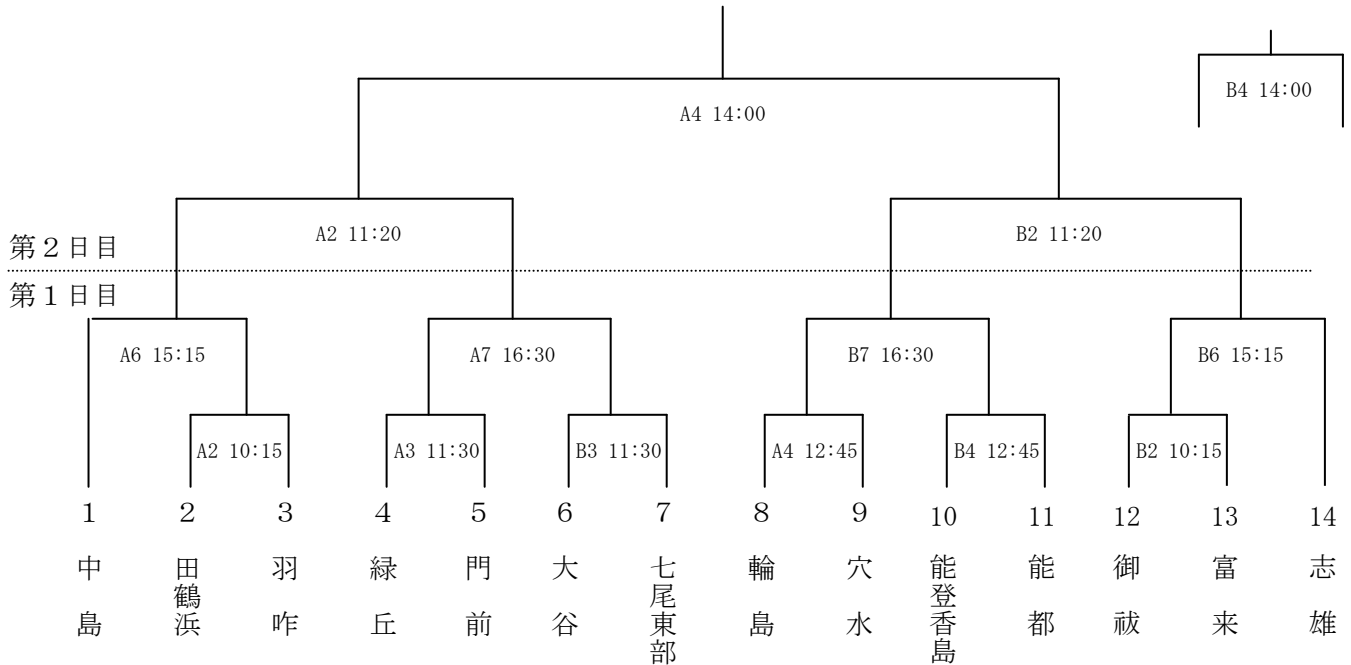 B4 14:00
A4 14:00
A2 11:20
B2 11:20
第２日目
第１日目
A6 15:15
A7 16:30
B7 16:30
B6 15:15
A2 10:15
A3 11:30
B3 11:30
A4 12:45
B4 12:45
B2 10:15
１
２
３
４
５
６
７
８
９
10
11
12
13
14
中島
田鶴浜
羽咋
緑丘
門前
大谷
七尾東部
輪島
穴水
能登香島
能都
御祓
富来
志雄